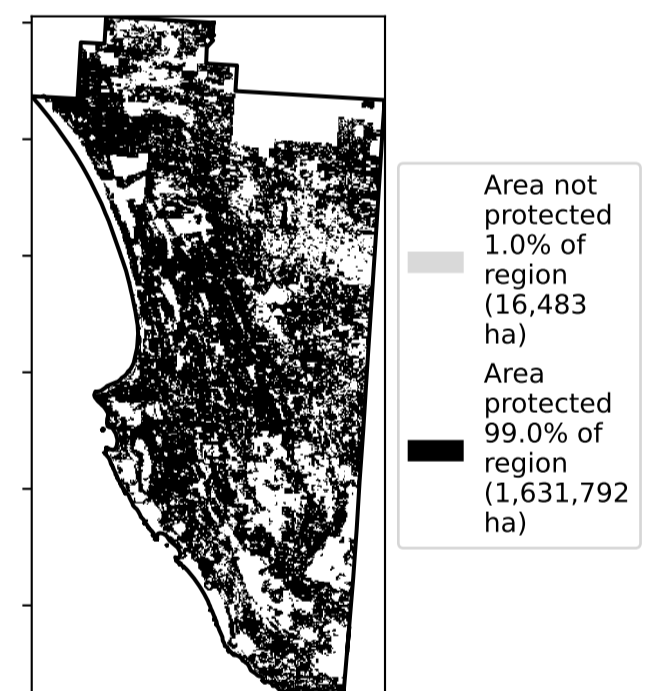 Area not
protected
1.0% of
region
(16,483
ha)
Area
protected
99.0% of
region
(1,631,792
ha)